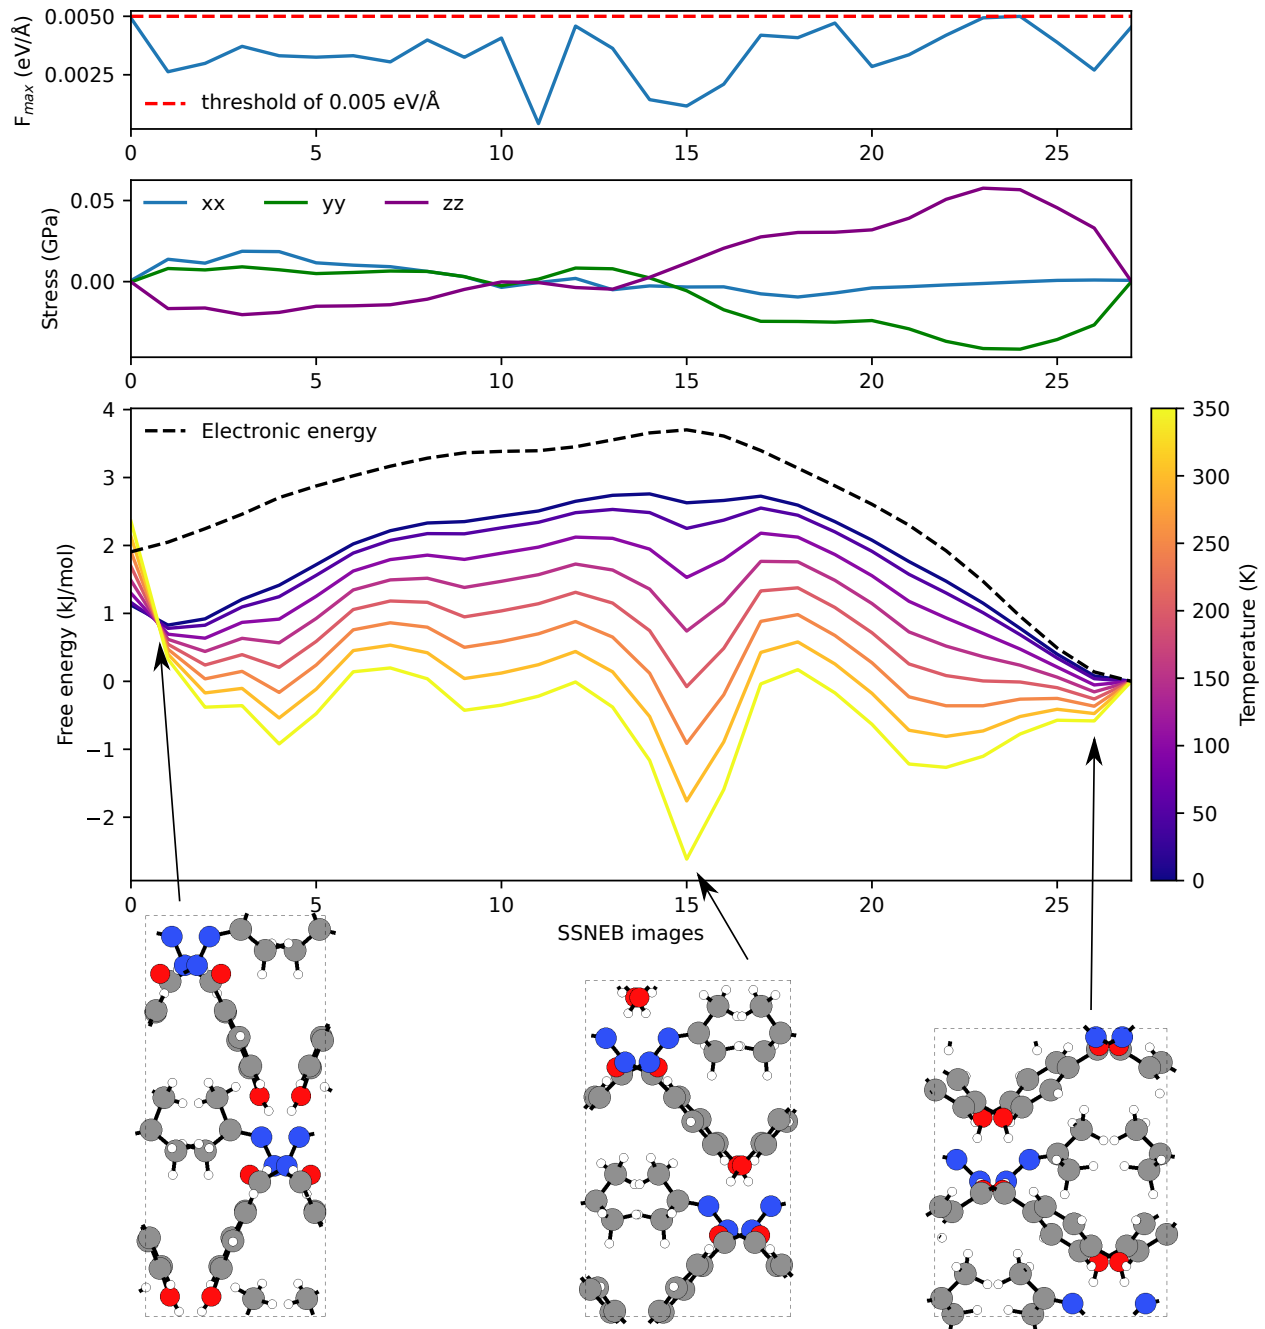 F_max (eV/Å)
0.0050
0.0025
threshold of 0.005 eV/Å
0 5 10 15 20 25
Stress (GPa)
0.05
0.00
xx yy zz
0 5 10 15 20 25
Free energy (kJ/mol)
4
3
2
1
0
−1
−2
Electronic energy
0 5 10 15 20 25
SSNEB images
350
300
250
200
150
100
50
0
Temperature (K)